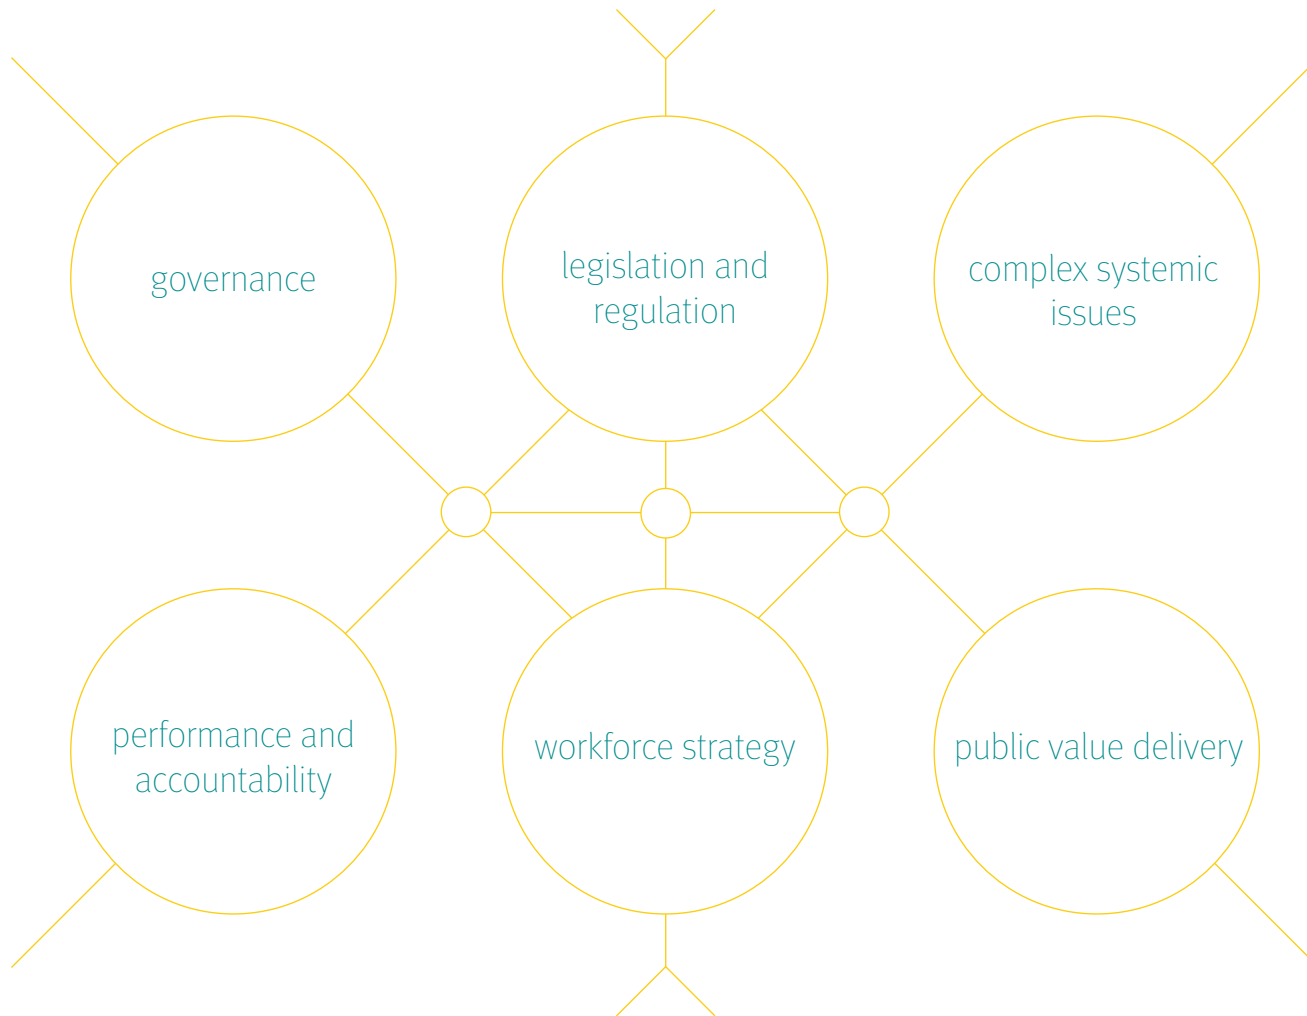 governance
legislation and
regulation
complex systemic
issues
performance and
accountability
workforce strategy
public value delivery